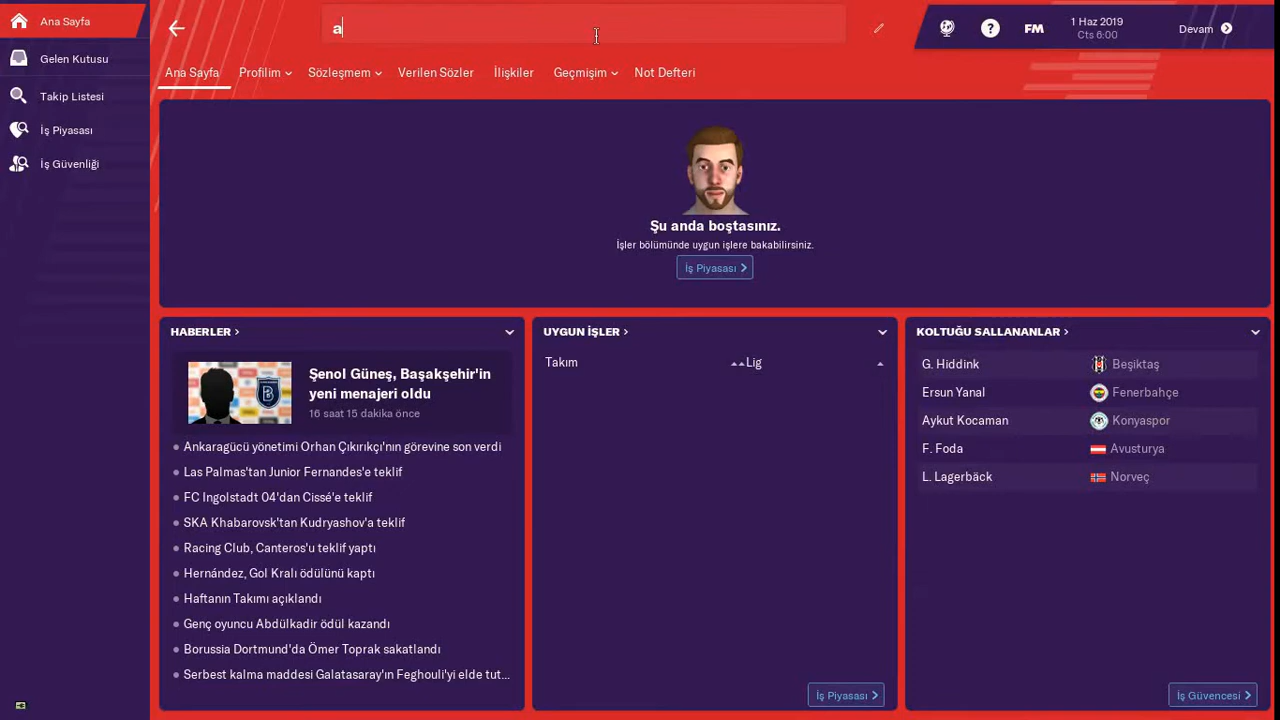 Ana Sayfa
Gelen Kutusu
Takip Listesi
İş Piyasası
İş Güvenliği
a
1 Haz 2019
Cts 6:00
FM
Devam
Ana Sayfa Profilim Sözleşmem Verilen Sözler İlişkiler Geçmişim Not Defteri
Şu anda boştasınız.
İşler bölümünde uygun işlere bakabilirsiniz.
İş Piyasası
HABERLER
Şenol Güneş, Başakşehir'in
yeni menajeri oldu
16 saat 15 dakika önce
Ankaragücü yönetimi Orhan Çıkırıkçı'nın görevine son verdi
Las Palmas'tan Junior Fernandes'e teklif
FC Ingolstadt 04'dan Cissé'e teklif
SKA Khabarovsk'tan Kudryashov'a teklif
Racing Club, Canteros'u teklif yaptı
Hernández, Gol Kralı ödülünü kaptı
Haftanın Takımı açıklandı
Genç oyuncu Abdülkadir ödül kazandı
Borussia Dortmund'da Ömer Toprak sakatlandı
Serbest kalma maddesi Galatasaray'ın Feghouli'yi elde tut...
UYGUN İŞLER
Takım Lig
İş Piyasası
KOLTUĞU SALLANANLAR
G. Hiddink Beşiktaş
Ersun Yanal Fenerbahçe
Aykut Kocaman Konyaspor
F. Foda Avusturya
L. Lagerbäck Norveç
İş Güvencesi